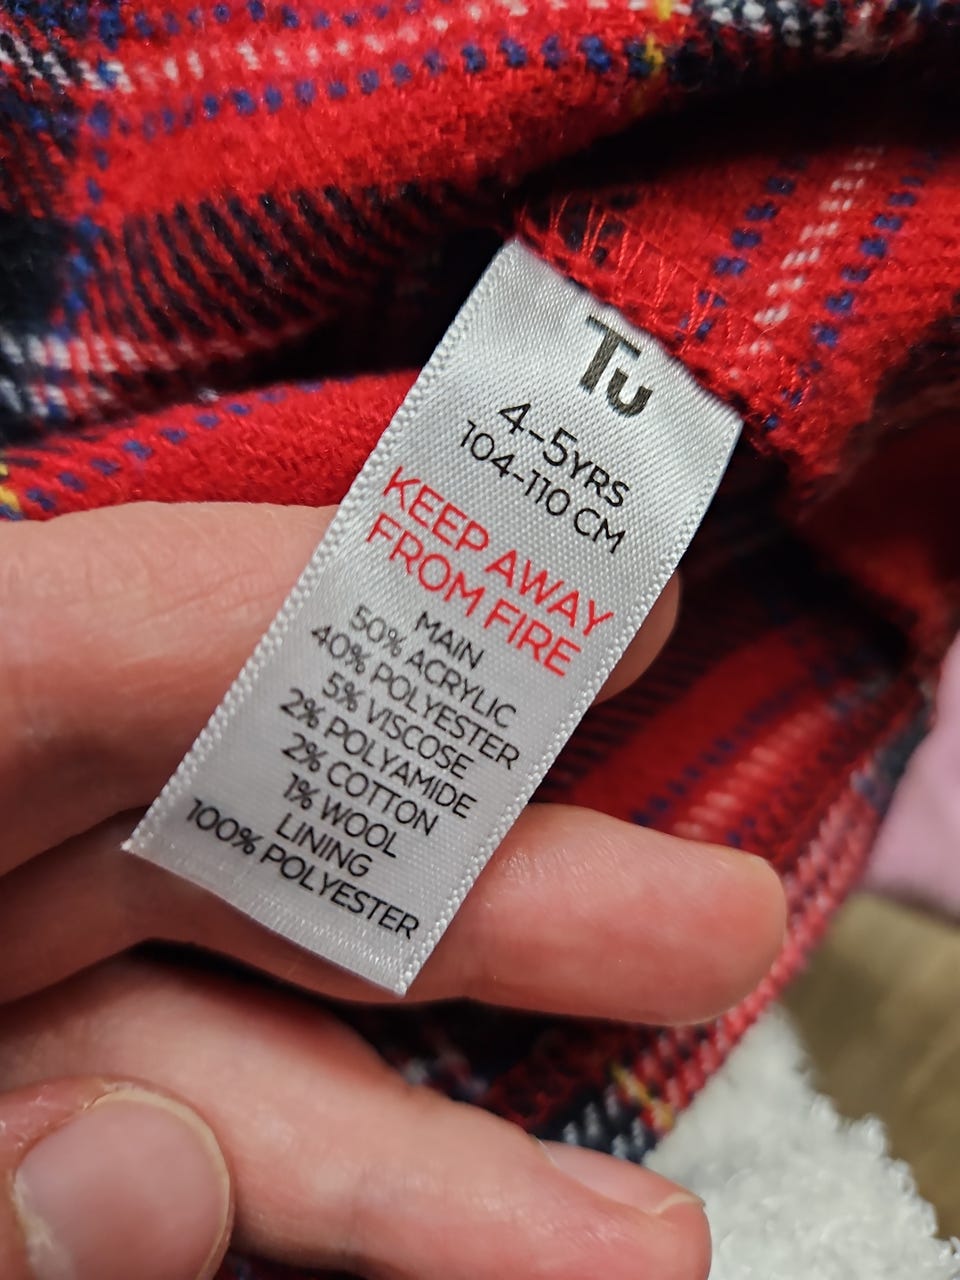 Tu
4-5YRS
104-110 CM
KEEP AWAY
FROM FIRE
MAIN
50% ACRYLIC
40% POLYESTER
5% VISCOSE
2% POLYAMIDE
2% COTTON
1% WOOL
LINING
100% POLYESTER